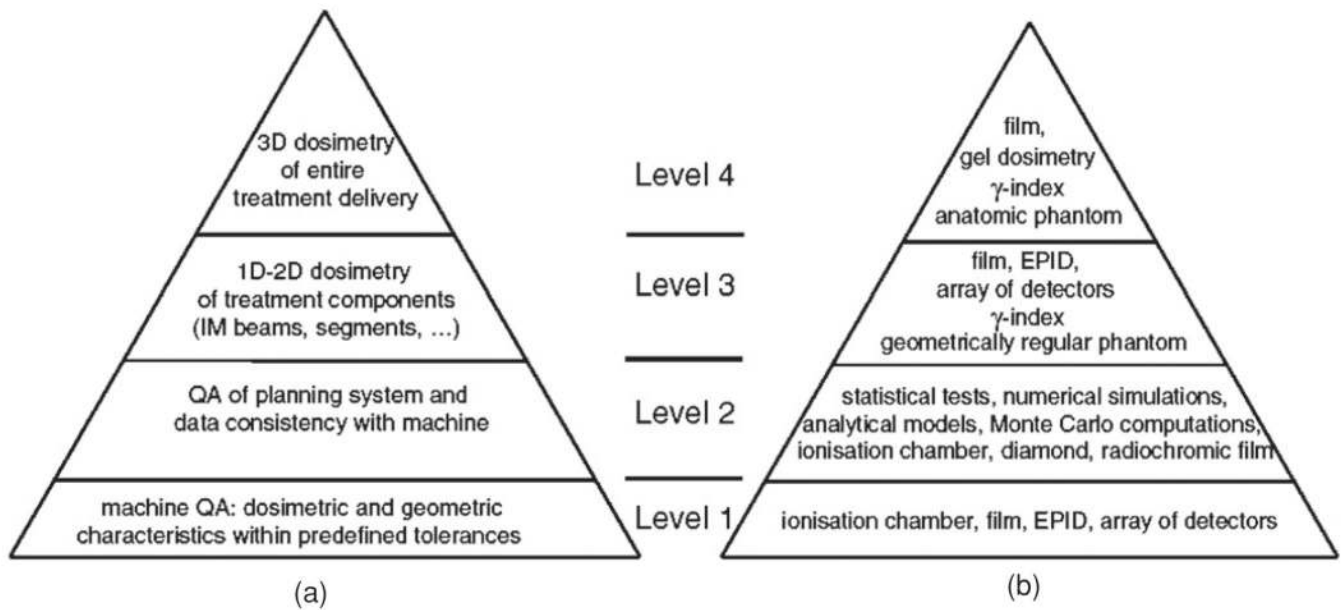 3D dosimetry
of entire
treatment delivery
Level 4
film,
gel dosimetry
γ-index
anatomic phantom
1D-2D dosimetry
of treatment components
(IM beams, segments, ...)
Level 3
film, EPID,
array of detectors
γ-index
geometrically regular phantom
QA of planning system and
data consistency with machine
Level 2
statistical tests, numerical simulations,
analytical models, Monte Carlo computations,
ionisation chamber, diamond, radiochromic film
machine QA: dosimetric and geometric
characteristics within predefined tolerances
Level 1
ionisation chamber, film, EPID, array of detectors
(a)
(b)